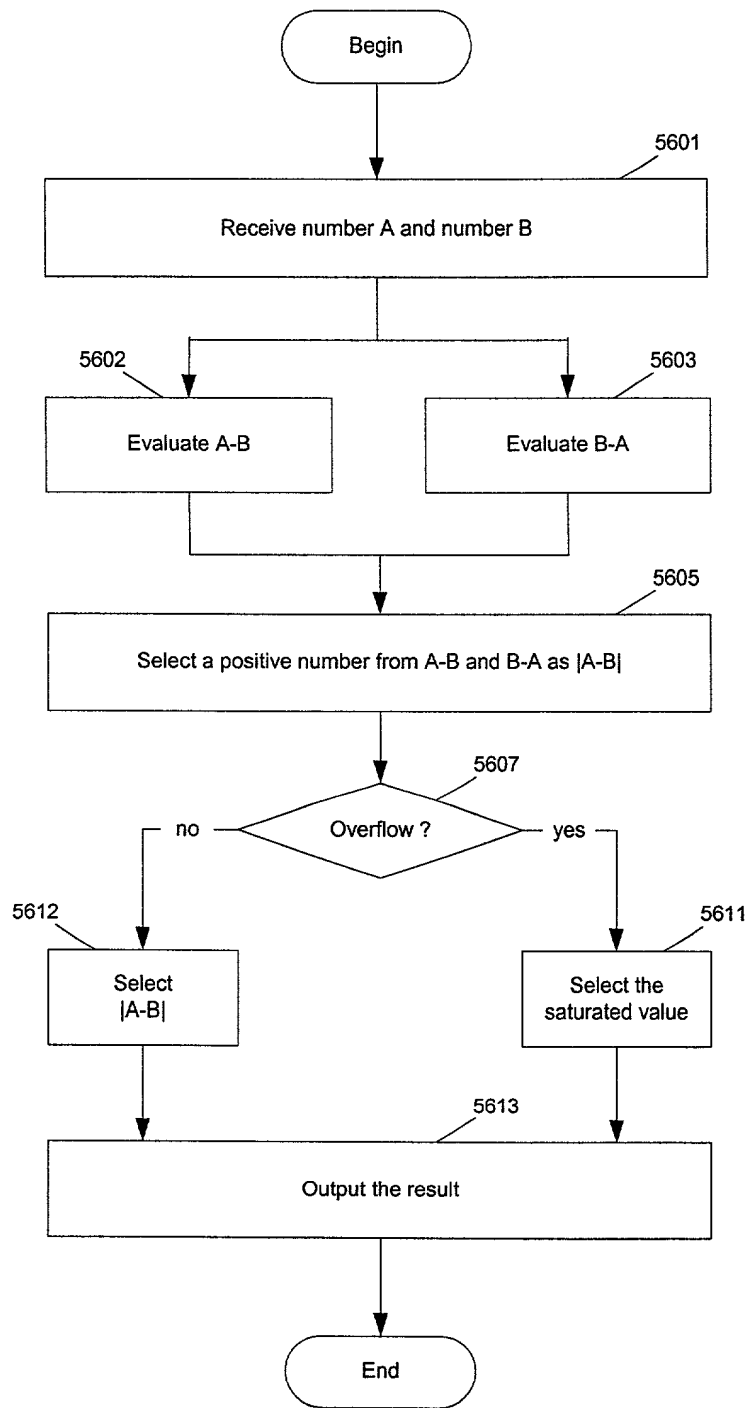 Begin
5601
Receive number A and number B
5602
5603
Evaluate A-B
Evaluate B-A
5605
Select a positive number from A-B and B-A as |A-B|
5607
Overflow ?
no
yes
5612
5611
Select
|A-B|
Select the
saturated value
5613
Output the result
End